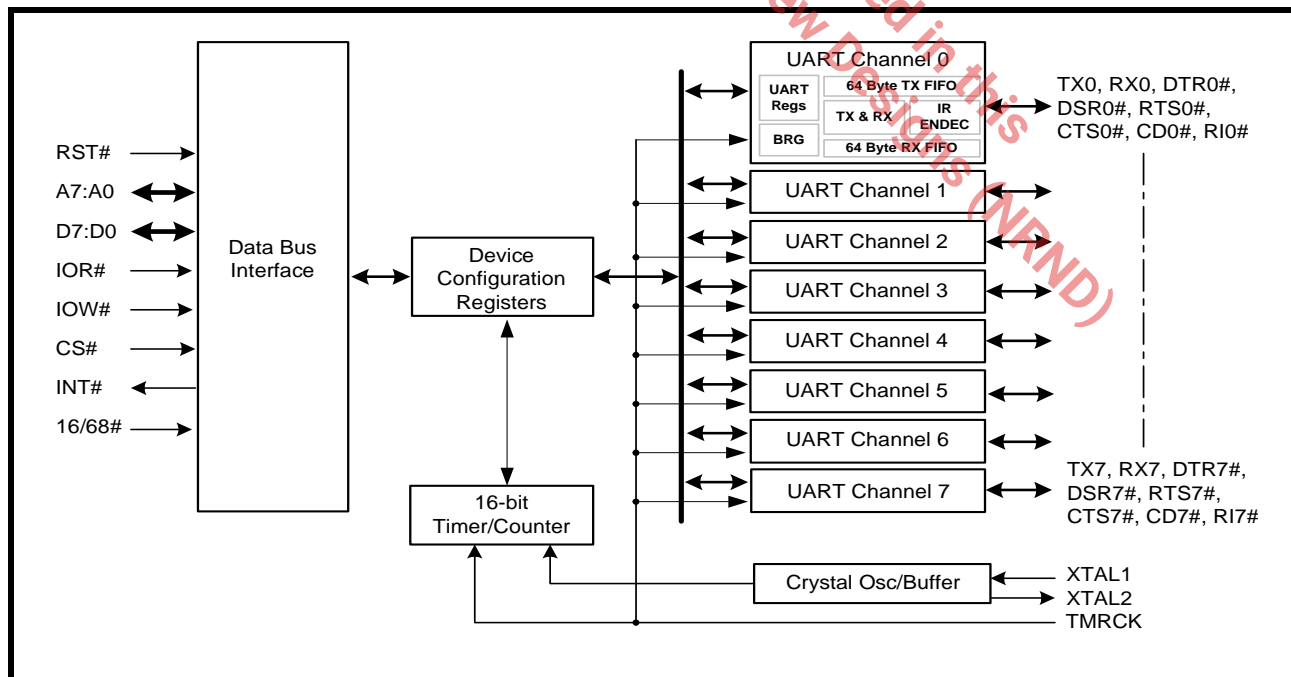 RST#
A7:A0
D7:D0
IOR#
IOW#
CS#
INT#
16/68#
Data Bus
Interface
Device
Configuration
Registers
16-bit
Timer/Counter
UART Channel 0
UART
Regs
BRG
64 Byte TX FIFO
TX & RX
IR
ENDEC
64 Byte RX FIFO
UART Channel 1
UART Channel 2
UART Channel 3
UART Channel 4
UART Channel 5
UART Channel 6
UART Channel 7
Crystal Osc/Buffer
TX0, RX0, DTR0#,
DSR0#, RTS0#,
CTS0#, CD0#, RI0#
TX7, RX7, DTR7#,
DSR7#, RTS7#,
CTS7#, CD7#, RI7#
XTAL1
XTAL2
TMRCK
in this
Designs (NRND)